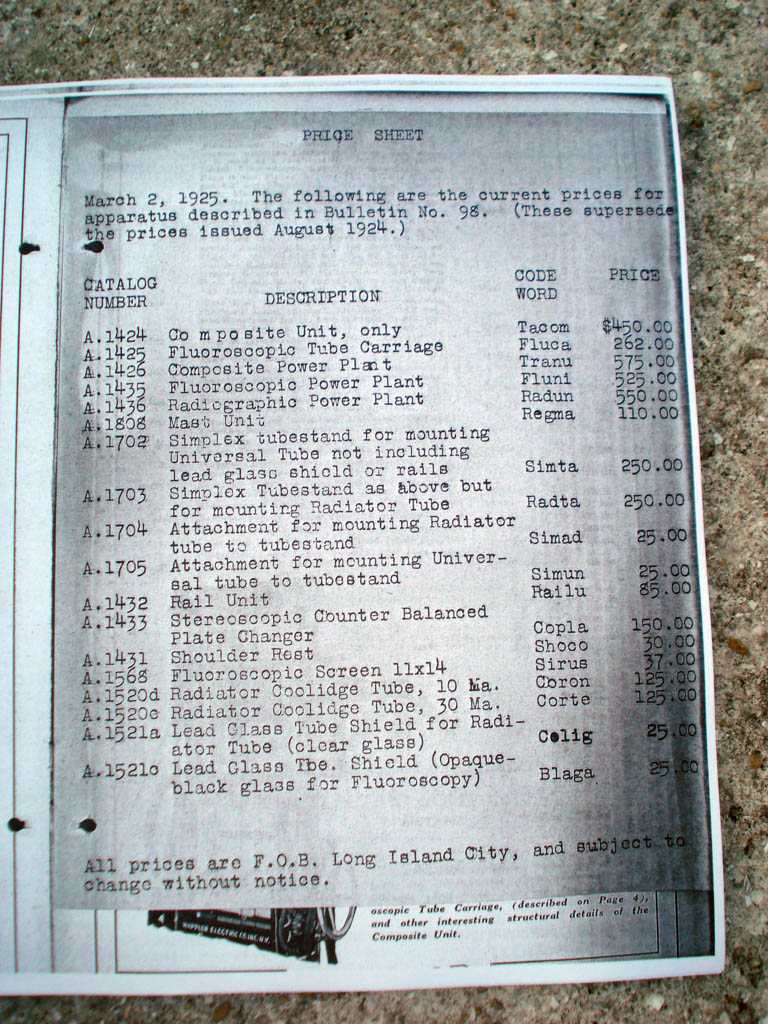 PRICE SHEET
March 2, 1925. The following are the current prices for
apparatus described in Bulletin No. 98. (These supersede
the prices issued August 1924.)
CATALOG NUMBER DESCRIPTION CODE WORD PRICE
A.1424 Composite Unit, only Tacom $450.00
A.1425 Fluoroscopic Tube Carriage Fluca 262.00
A.1426 Composite Power Plant Tranu 575.00
A.1435 Fluoroscopic Power Plant Fluni 525.00
A.1436 Radiographic Power Plant Radun 550.00
A.1808 Mast Unit Regma 110.00
A.1702 Simplex tubestand for mounting
Universal Tube not including
lead glass shield or rails Simta 250.00
A.1703 Simplex Tubestand as above but
for mounting Radiator Tube Radta 250.00
A.1704 Attachment for mounting Radiator
tube to tubestand Simad 25.00
A.1705 Attachment for mounting Univer-
sal tube to tubestand Simun 25.00
A.1432 Rail Unit Railu 85.00
A.1433 Stereoscopic Counter Balanced
Plate Changer Copla 150.00
A.1431 Shoulder Rest Shoco 30.00
A.1568 Fluoroscopic Screen 11x14 Sirus 37.00
A.1520d Radiator Coolidge Tube, 10 Ma. Coron 125.00
A.1520e Radiator Coolidge Tube, 30 Ma. Corte 125.00
A.1521a Lead Glass Tube Shield for Radi-
ator Tube (clear glass) Colig 25.00
A.1521c Lead Glass Tbe. Shield (Opaque-
black glass for Fluoroscopy) Blaga 25.00
All prices are F.O.B. Long Island City, and subject to
change without notice.
WAPPLER ELECTRIC CO. INC. N.Y.
oscopic Tube Carriage, (described on Page 4),
and other interesting structural details of the
Composite Unit.